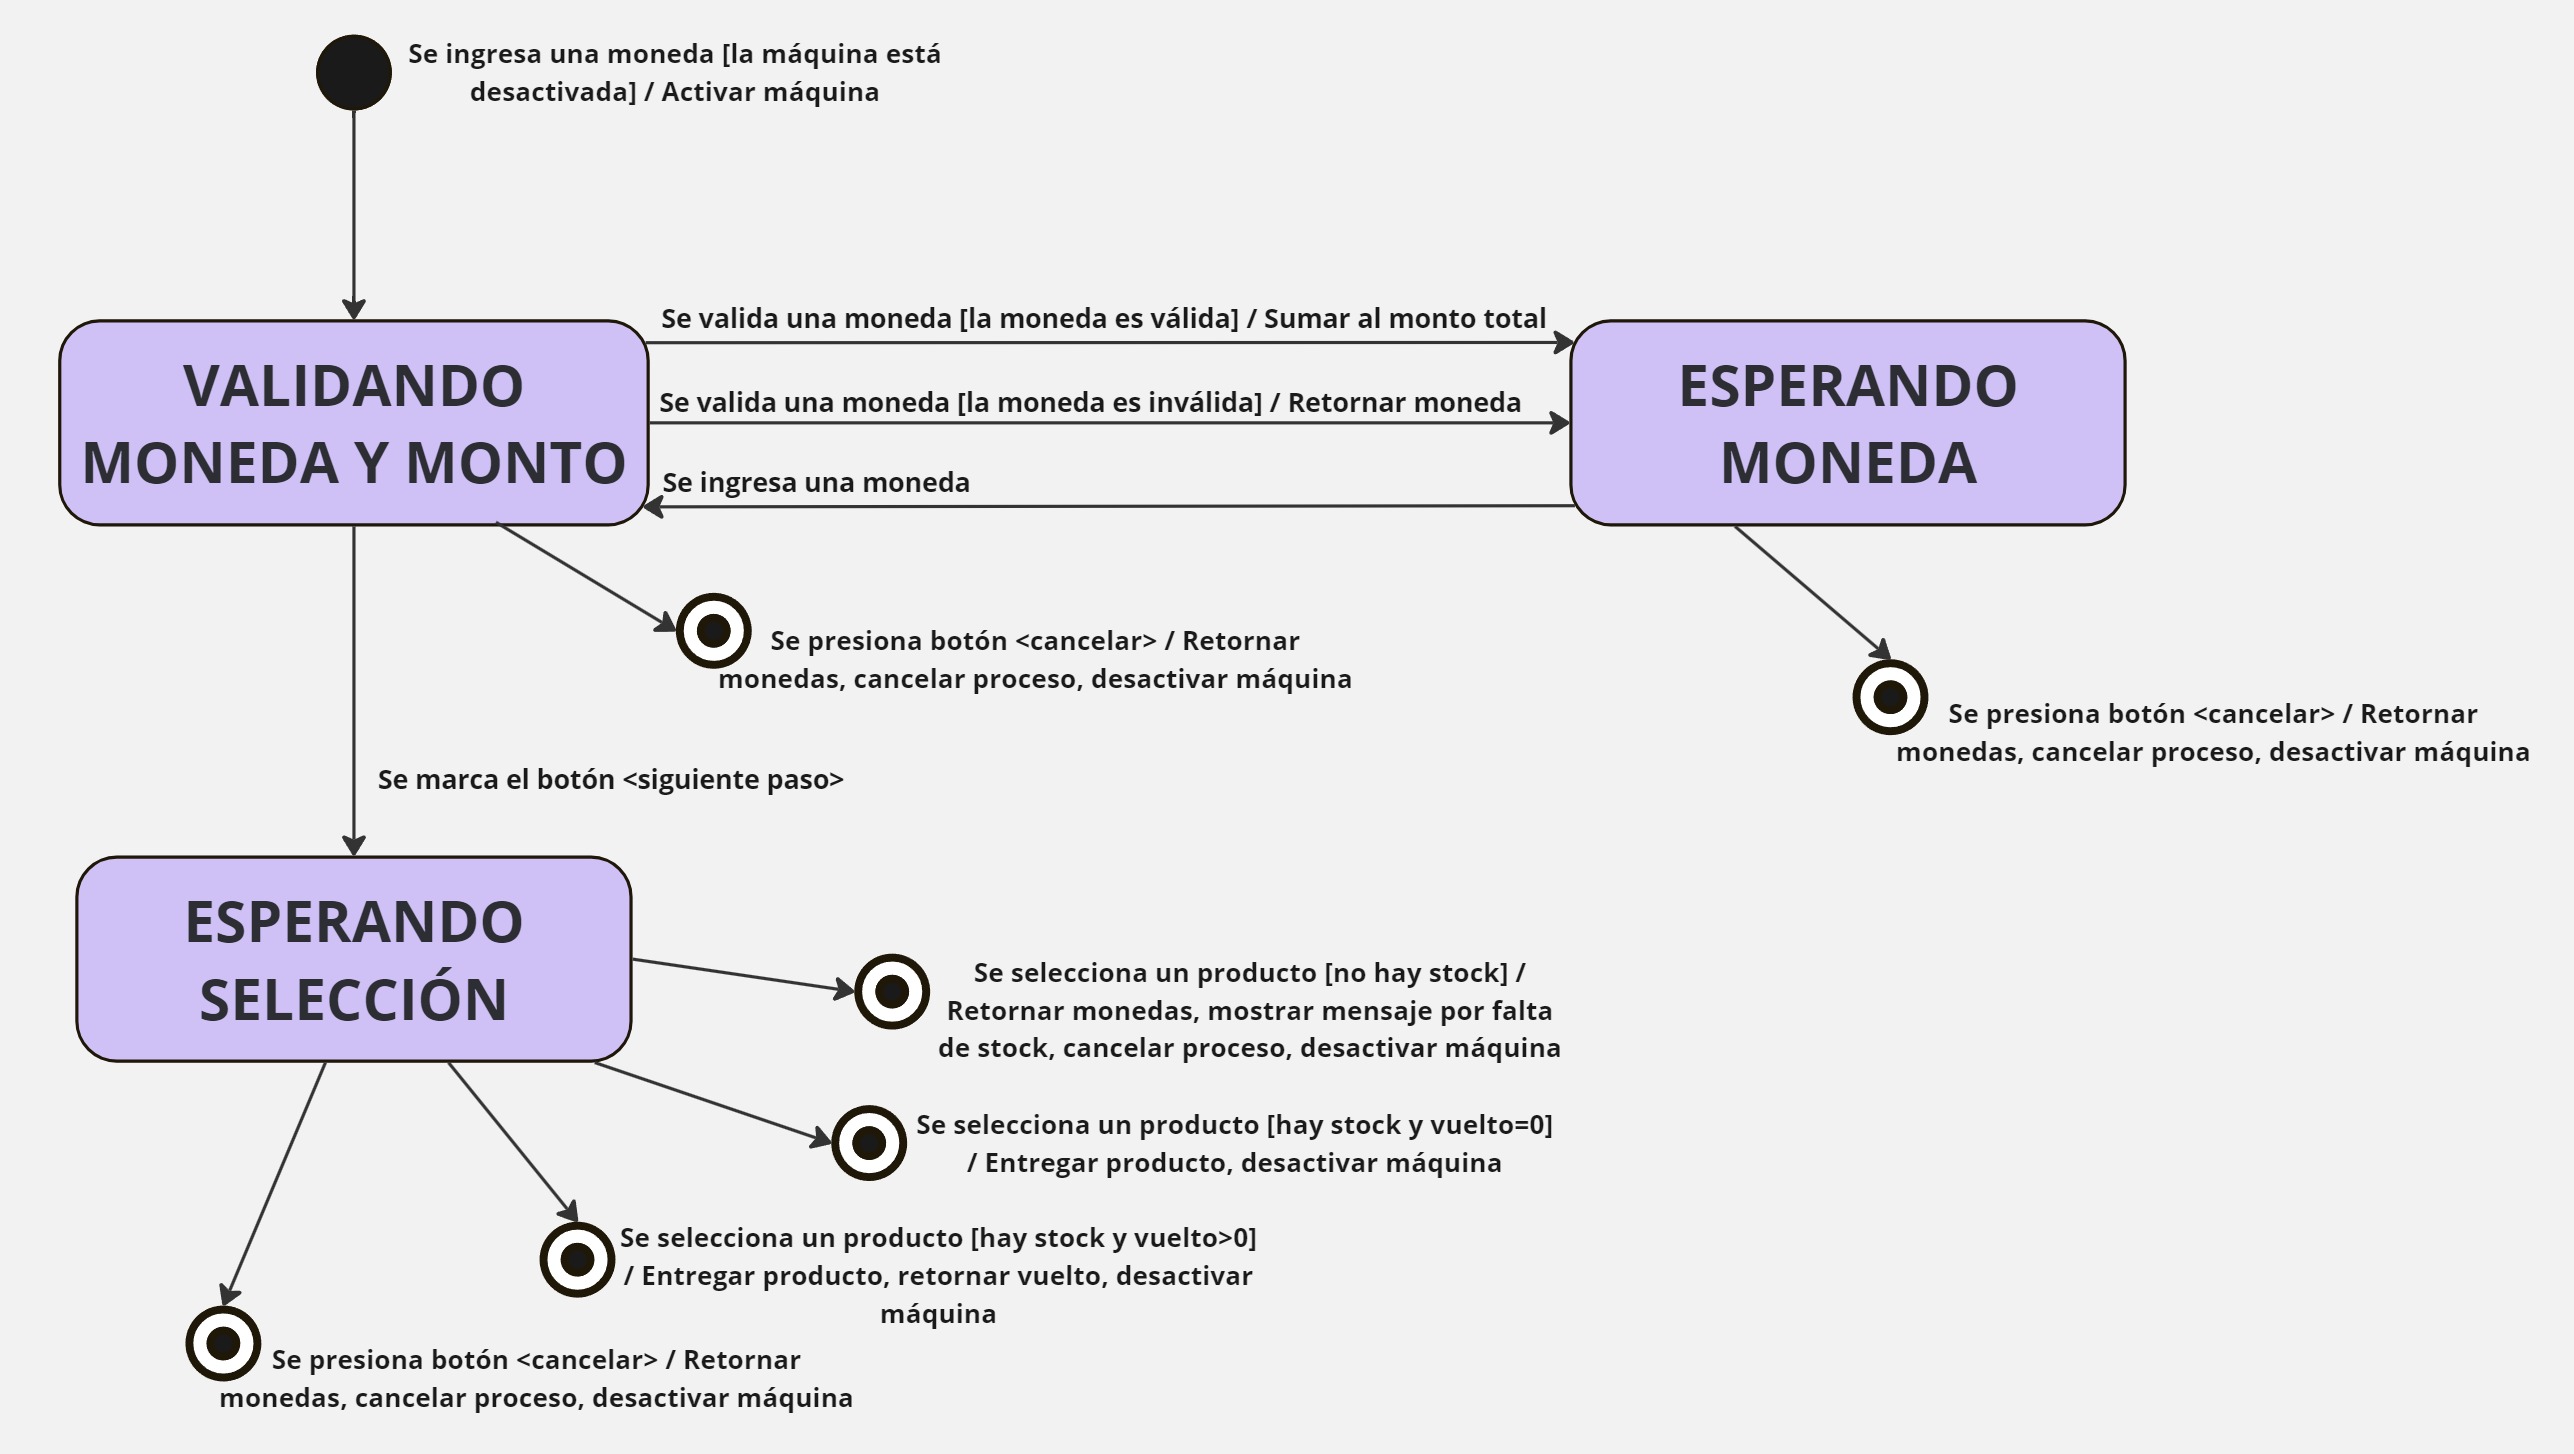 Se ingresa una moneda [la máquina está
desactivada] / Activar máquina
Se valida una moneda [la moneda es válida] / Sumar al monto total
VALIDANDO
MONEDA Y MONTO
Se valida una moneda [la moneda es inválida] / Retornar moneda
ESPERANDO
MONEDA
Se ingresa una moneda
Se presiona botón <cancelar> / Retornar
monedas, cancelar proceso, desactivar máquina
Se presiona botón <cancelar> / Retornar
monedas, cancelar proceso, desactivar máquina
Se marca el botón <siguiente paso>
ESPERANDO
SELECCIÓN
Se selecciona un producto [no hay stock] /
Retornar monedas, mostrar mensaje por falta
de stock, cancelar proceso, desactivar máquina
Se selecciona un producto [hay stock y vuelto=0]
/ Entregar producto, desactivar máquina
Se selecciona un producto [hay stock y vuelto>0]
/ Entregar producto, retornar vuelto, desactivar
máquina
Se presiona botón <cancelar> / Retornar
monedas, cancelar proceso, desactivar máquina